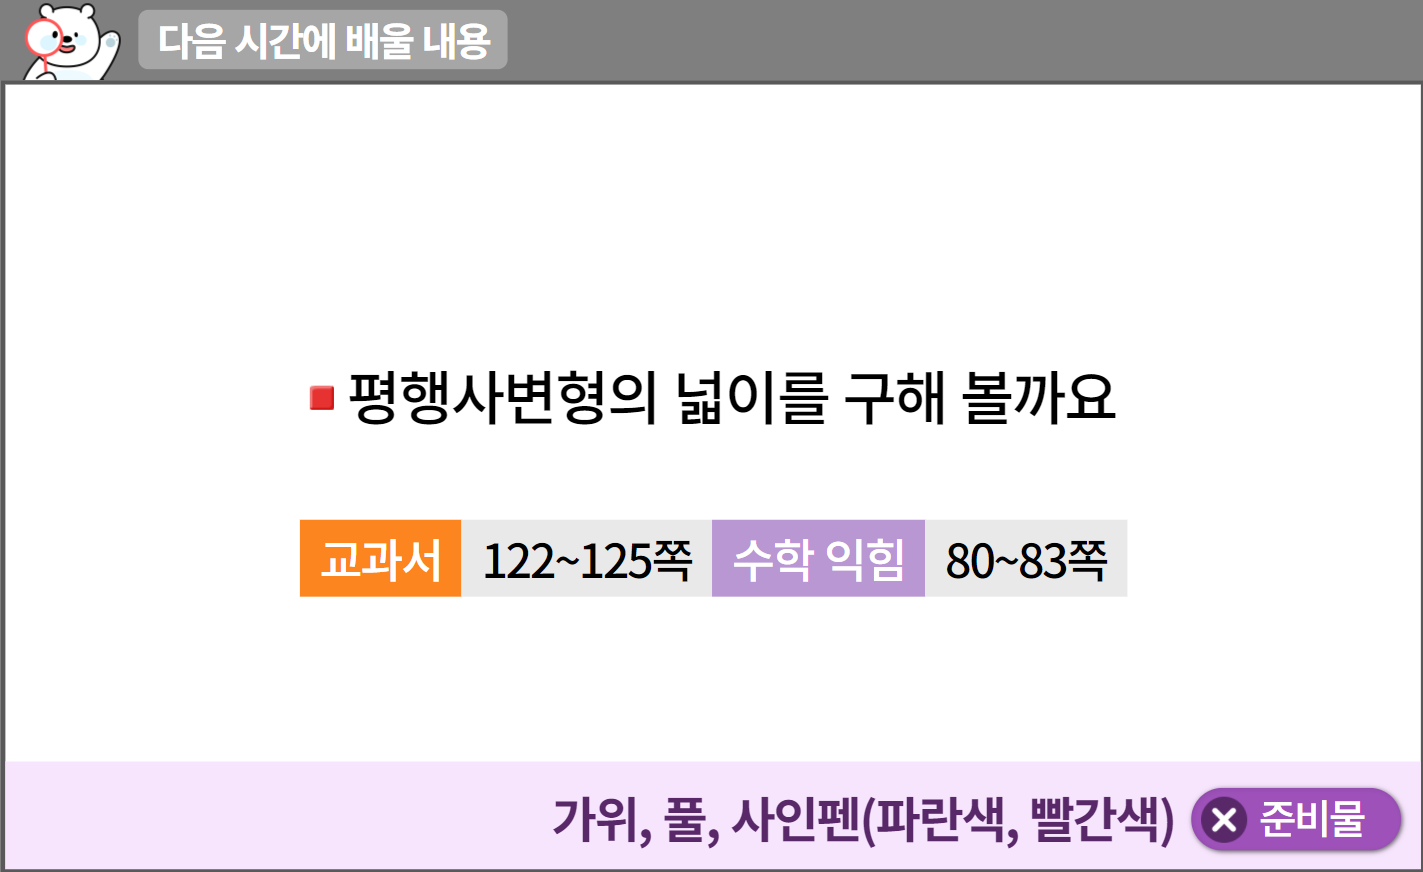 다음 시간에 배울 내용
평행사변형의 넓이를 구해 볼까요
교과서 122~125쪽 수학 익힘 80~83쪽
가위, 풀, 사인펜(파란색, 빨간색) 준비물